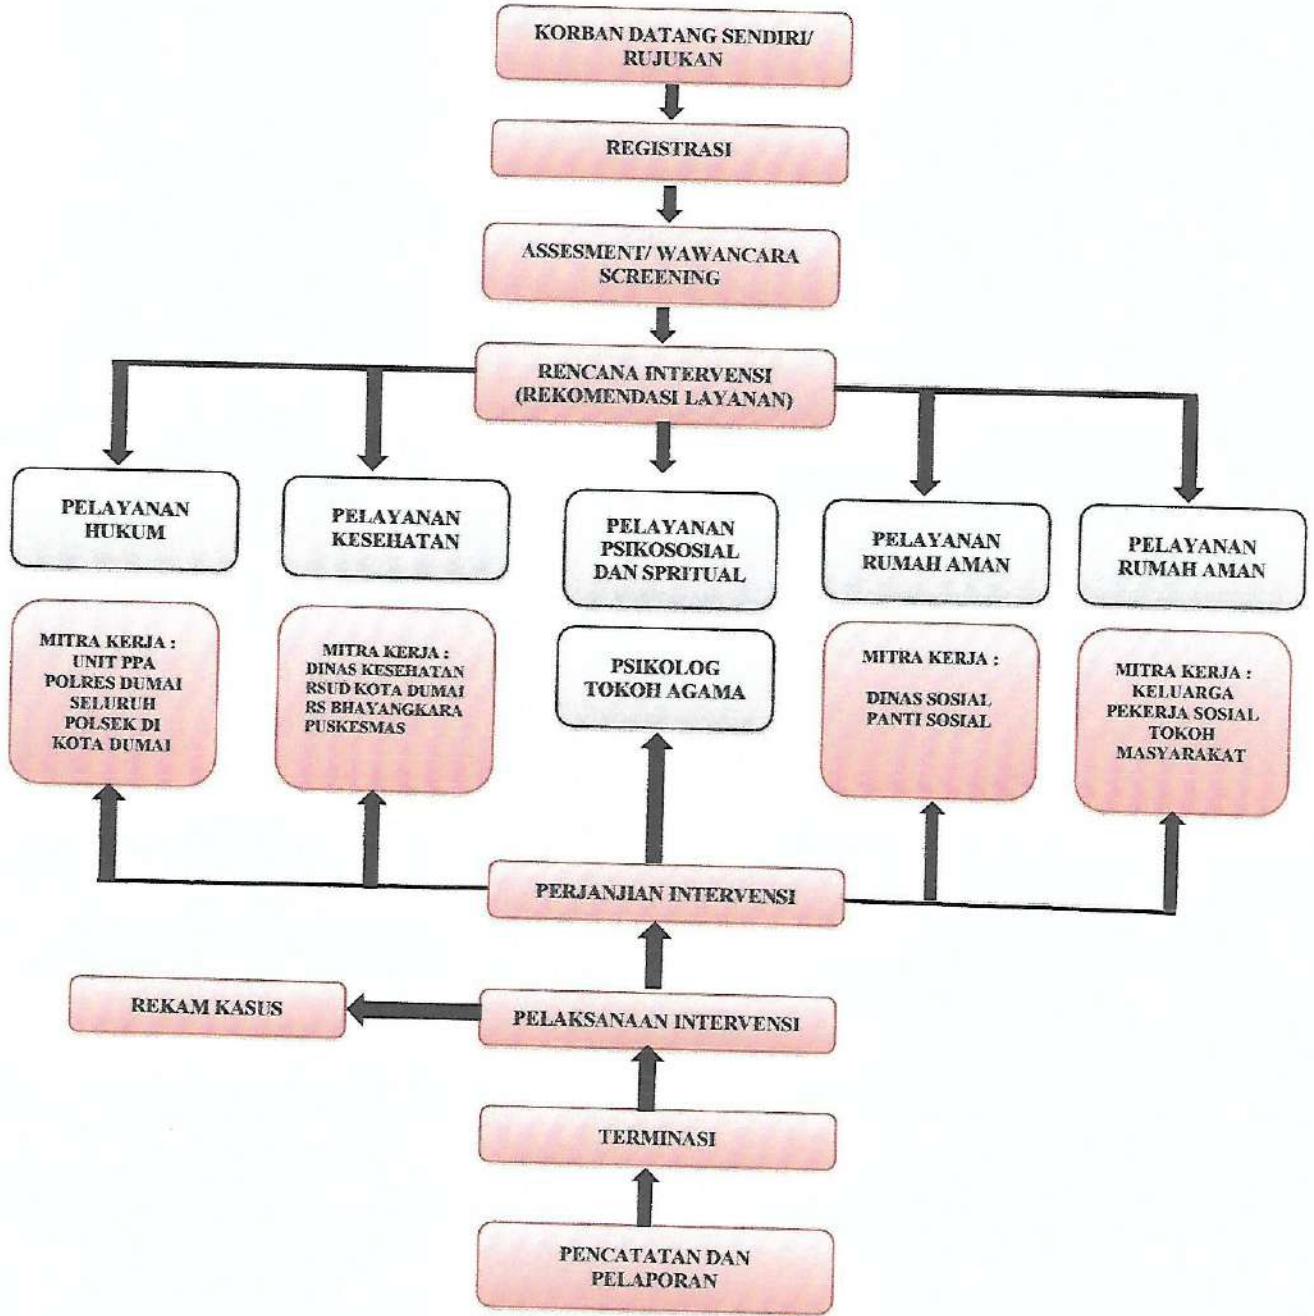 KORBAN DATANG SENDIRI/
RUJUKAN
REGISTRASI
ASSESMENT/ WAWANCARA
SCREENING
RENCANA INTERVENSI
(REKOMENDASI LAYANAN)
PELAYANAN
HUKUM
PELAYANAN
KESEHATAN
PELAYANAN
PSIKOSOSIAL
DAN SPRITUAL
PELAYANAN
RUMAH AMAN
PELAYANAN
RUMAH AMAN
MITRA KERJA :
UNIT PPA
POLRES DUMAI
SELURUH
POLSEK DI
KOTA DUMAI
MITRA KERJA :
DINAS KESEHATAN
RSUD KOTA DUMAI
RS BHAYANGKARA
PUSKESMAS
PSIKOLOG
TOKOH AGAMA
MITRA KERJA :
DINAS SOSIAL
PANTI SOSIAL
MITRA KERJA :
KELUARGA
PEKERJA SOSIAL
TOKOH
MASYARAKAT
PERJANJIAN INTERVENSI
REKAM KASUS
PELAKSANAAN INTERVENSI
TERMINASI
PENCATATAN DAN
PELAPORAN